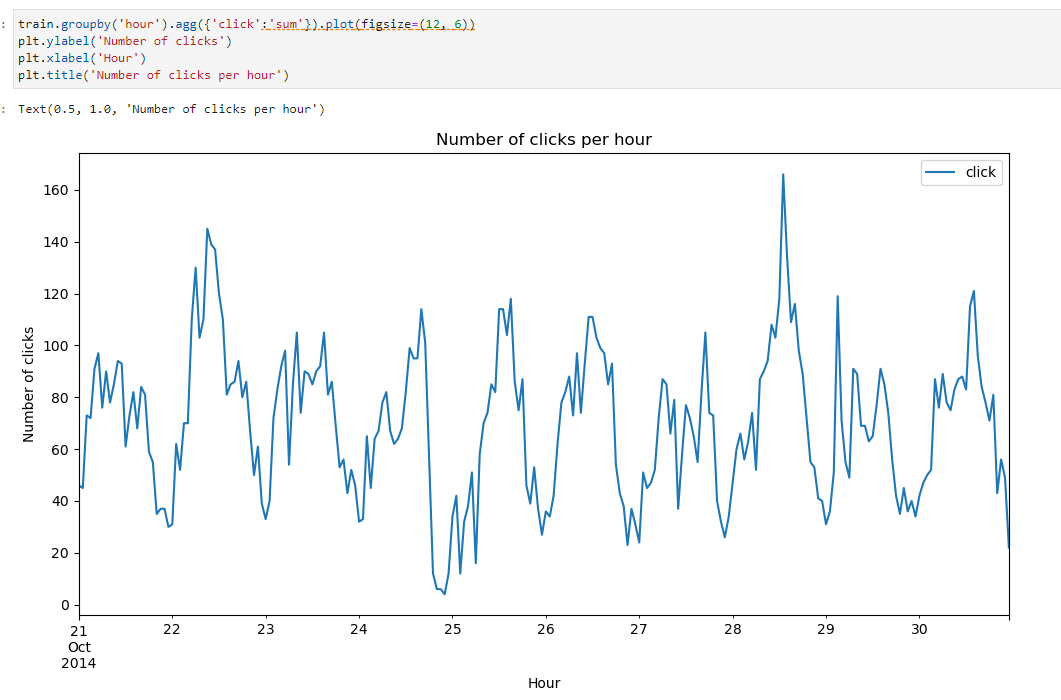 : train.groupby('hour').agg({'click':'sum'}).plot(figsize=(12, 6))
plt.ylabel('Number of clicks')
plt.xlabel('Hour')
plt.title('Number of clicks per hour')
: Text(0.5, 1.0, 'Number of clicks per hour')
Number of clicks per hour
click
Number of clicks
160
140
120
100
80
60
40
20
0
21 22 23 24 25 26 27 28 29 30
Oct
2014
Hour